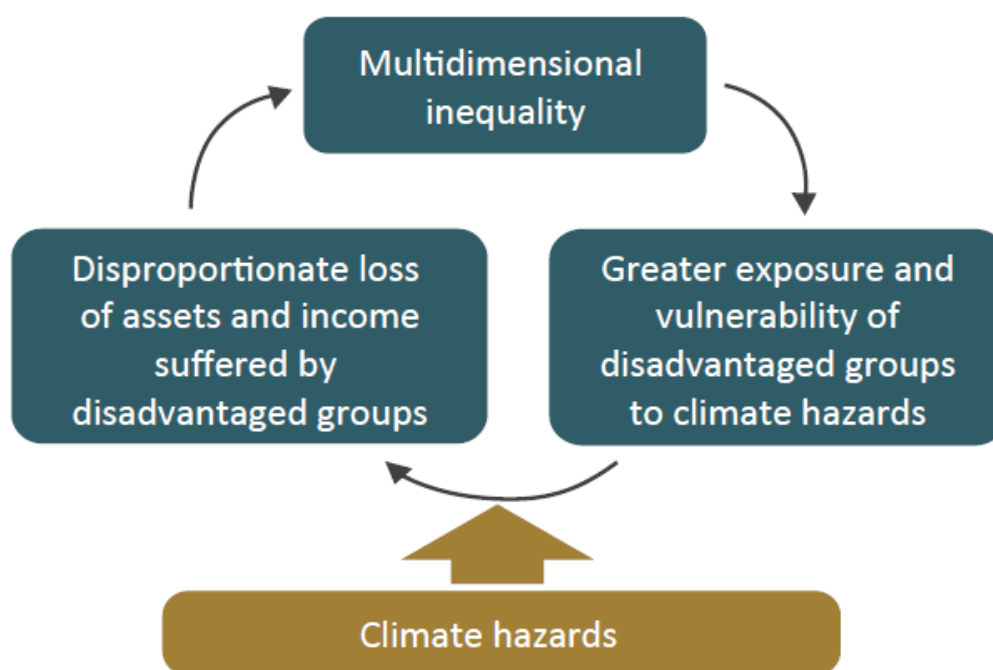 Multidimensional
inequality
Disproportionate loss
of assets and income
suffered by
disadvantaged groups
Greater exposure and
vulnerability of
disadvantaged groups
to climate hazards
Climate hazards